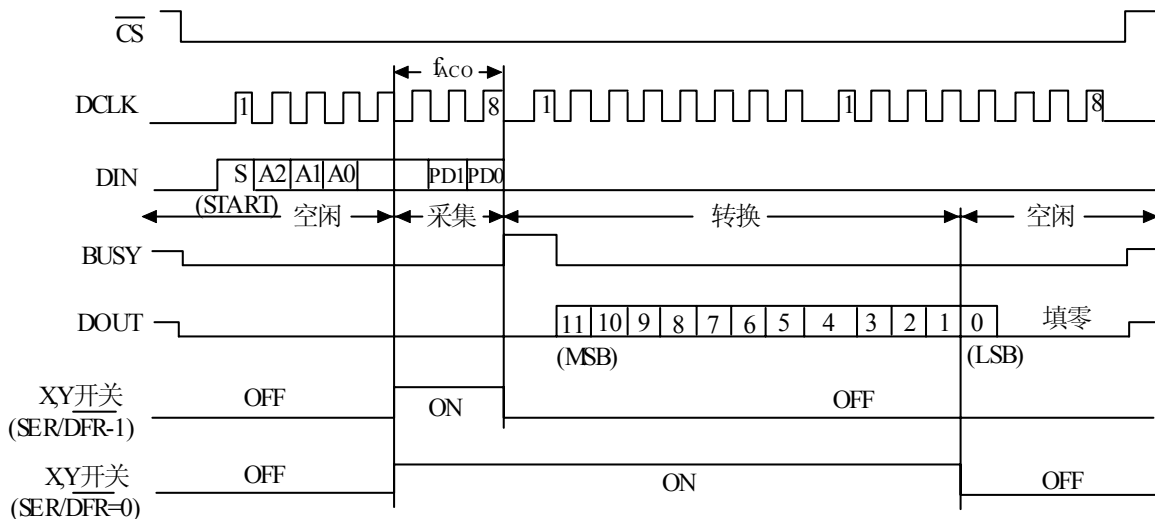 CS
fACO
DCLK 1 8 1 1 8
DIN S A2 A1 A0 PD1 PD0
(START)
空闲 采集 转换 空闲
BUSY
DOUT 11 10 9 8 7 6 5 4 3 2 1 0 填零
(MSB) (LSB)
X,Y开关 OFF ON OFF
(SER/DFR-1)
X,Y开关 OFF ON OFF
(SER/DFR=0)